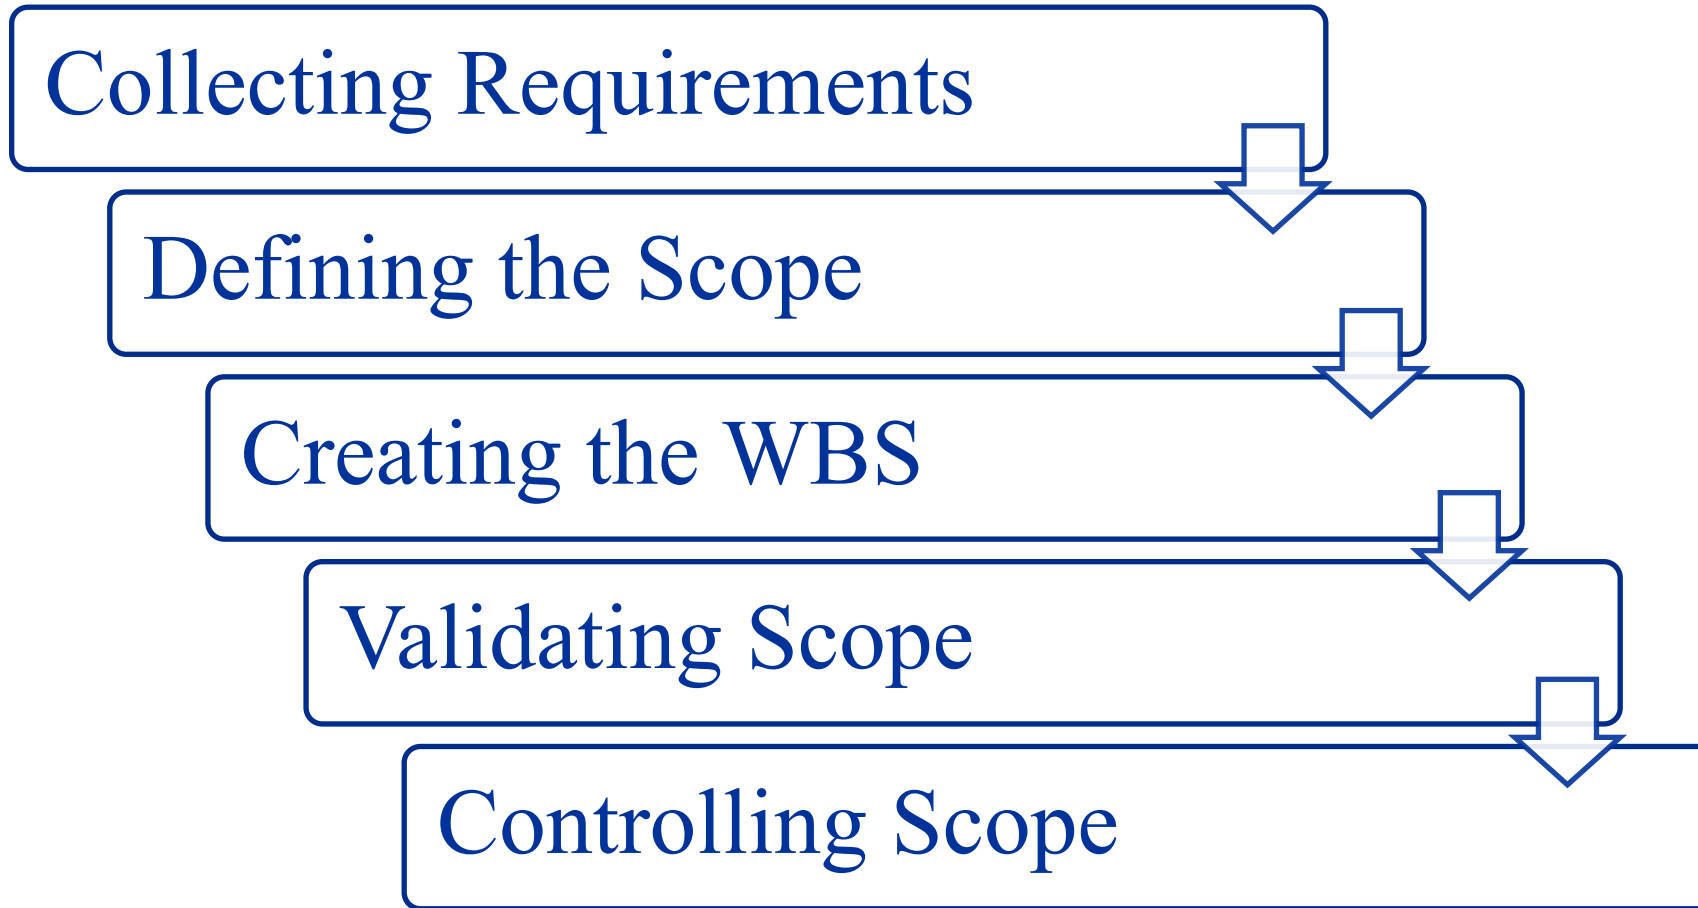 Collecting Requirements
Defining the Scope
Creating the WBS
Validating Scope
Controlling Scope